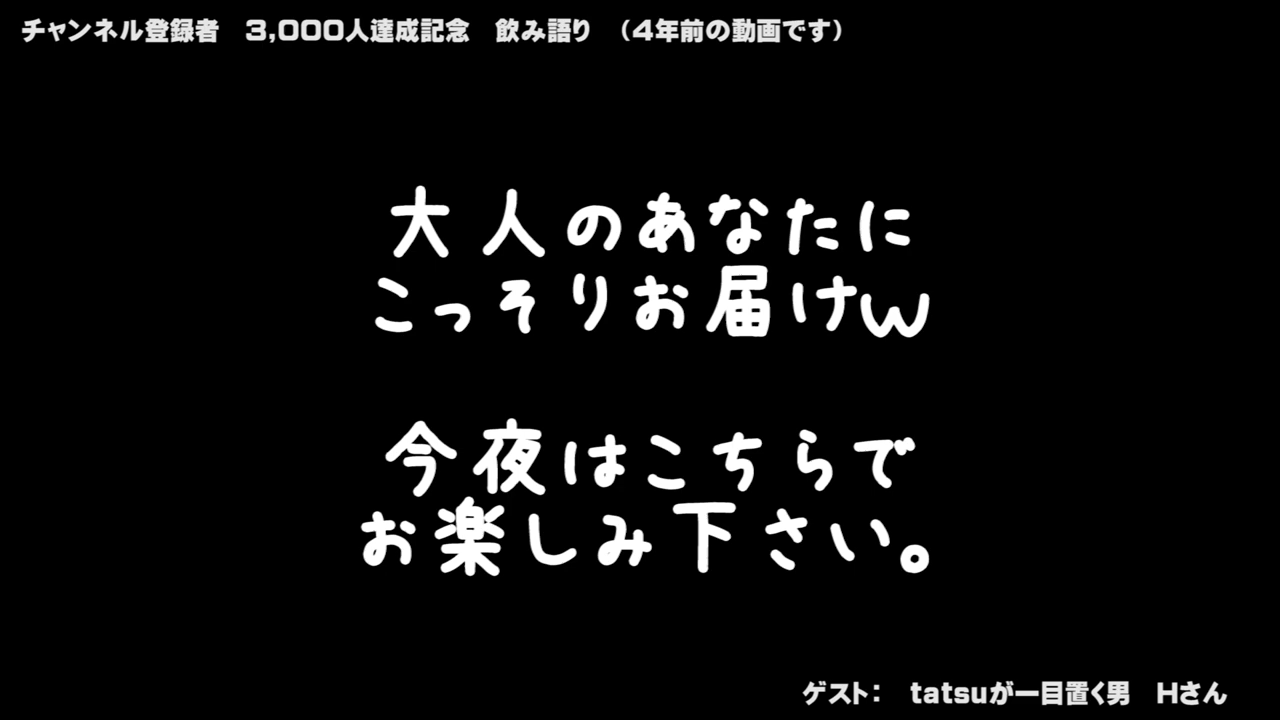 チャンネル登録者　3,000人達成記念　飲み語り　（4年前の動画です）
大人のあなたに
こっそりお届けw
今夜はこちらで
お楽しみ下さい。
ゲスト：　tatsuが一目置く男　Hさん